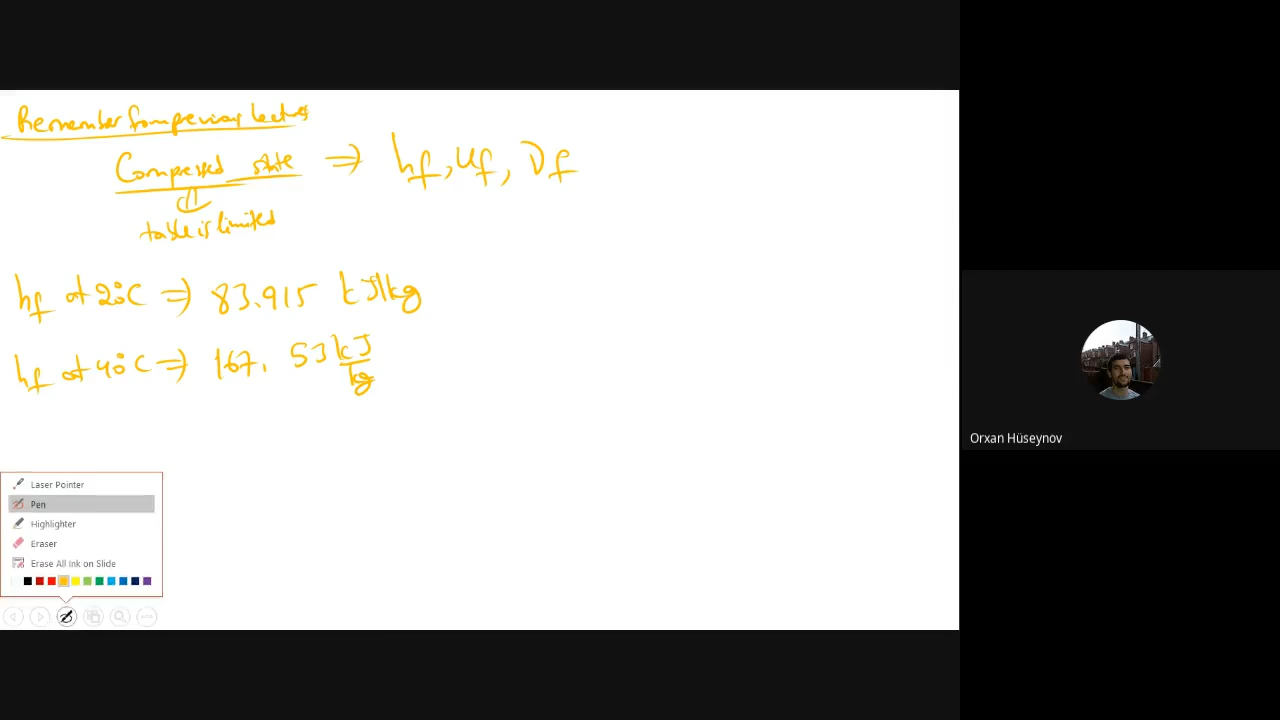 Remember from previous lectures
Compressed state ⇒ hf, uf, νf
⇓
table is limited
hf at 20°C ⇒ 83.915 kJ/kg
hf at 40°C ⇒ 167.53 kJ/kg
Laser Pointer
Pen
Highlighter
Eraser
Erase All Ink on Slide
Orxan Hüseynov